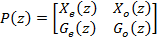 P(z) = [X_e(z) X_o(z)
G_e(z) G_o(z)]